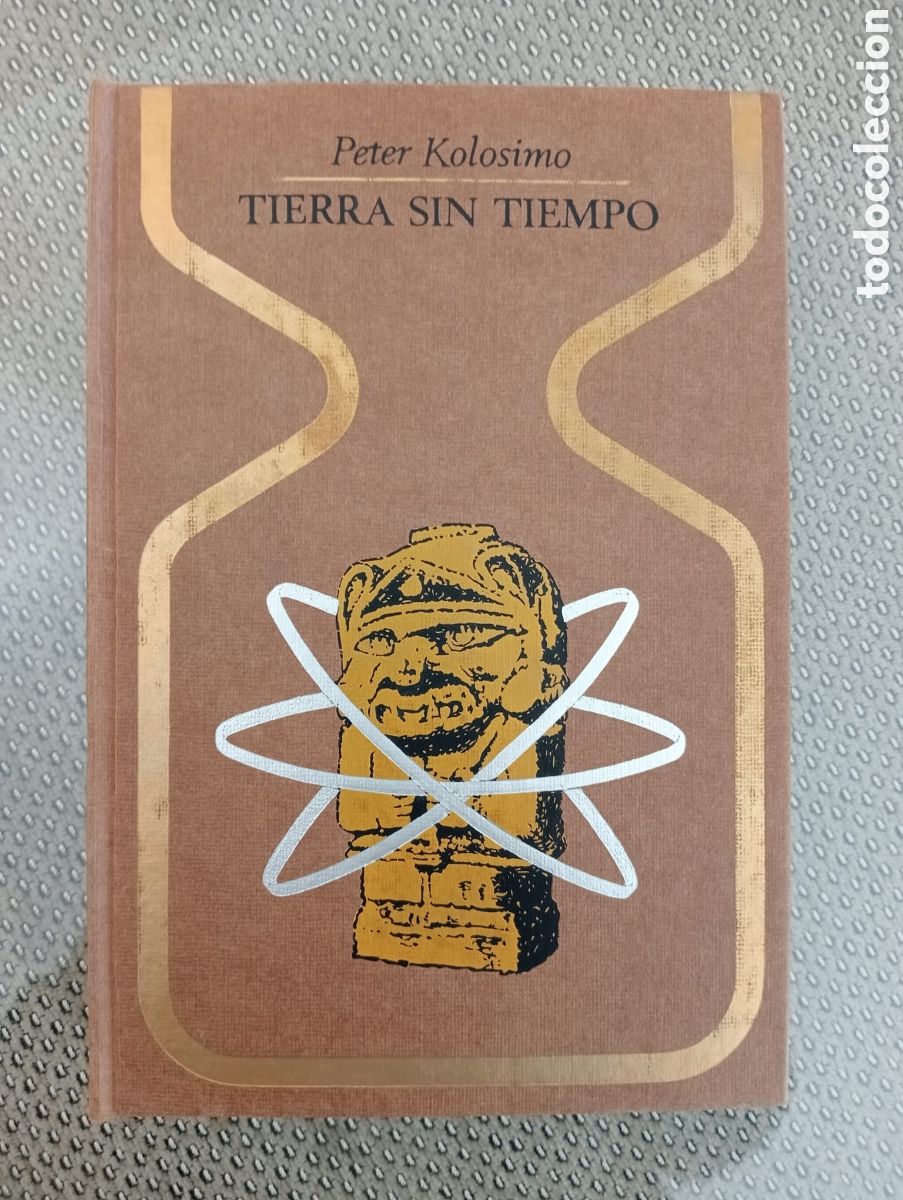 Peter Kolosimo
TIERRA SIN TIEMPO
todocoleccion